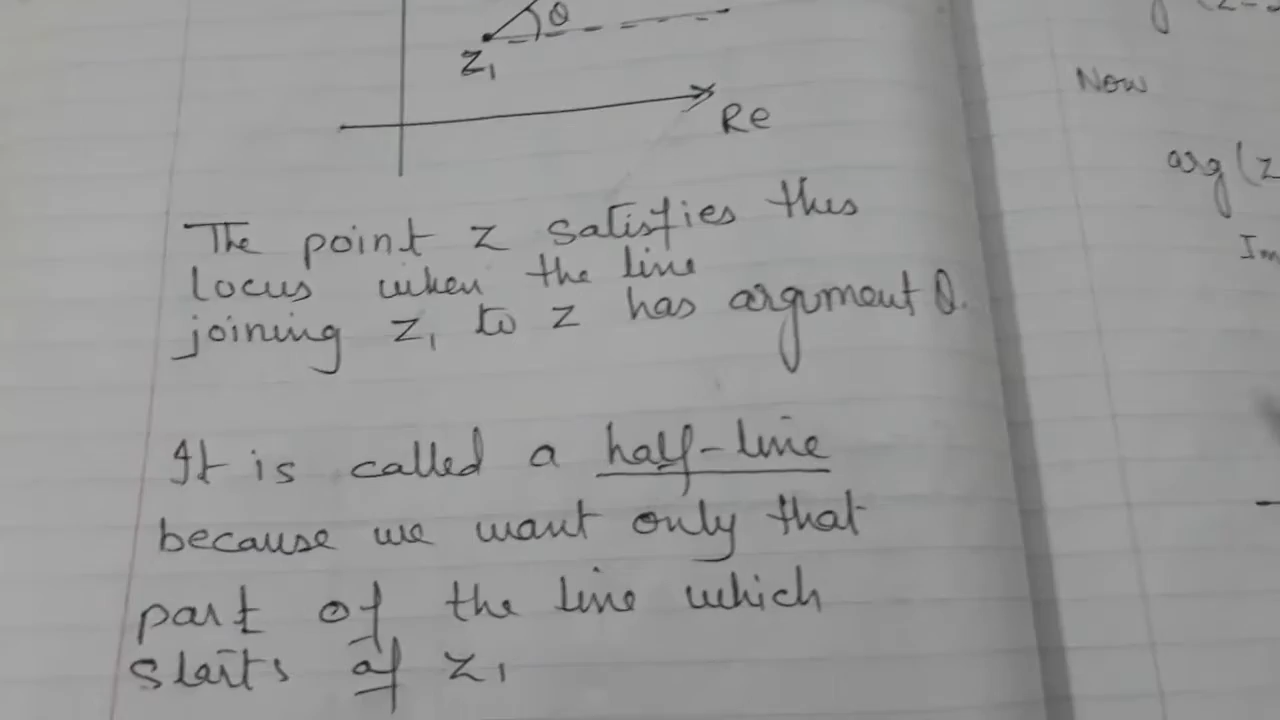 θ
Z₁
Re
The point z satisfies this
locus when the line
joining z₁ to z has argument θ.
It is called a half-line
because we want only that
part of the line which
starts at z₁
Now
arg(z
Im